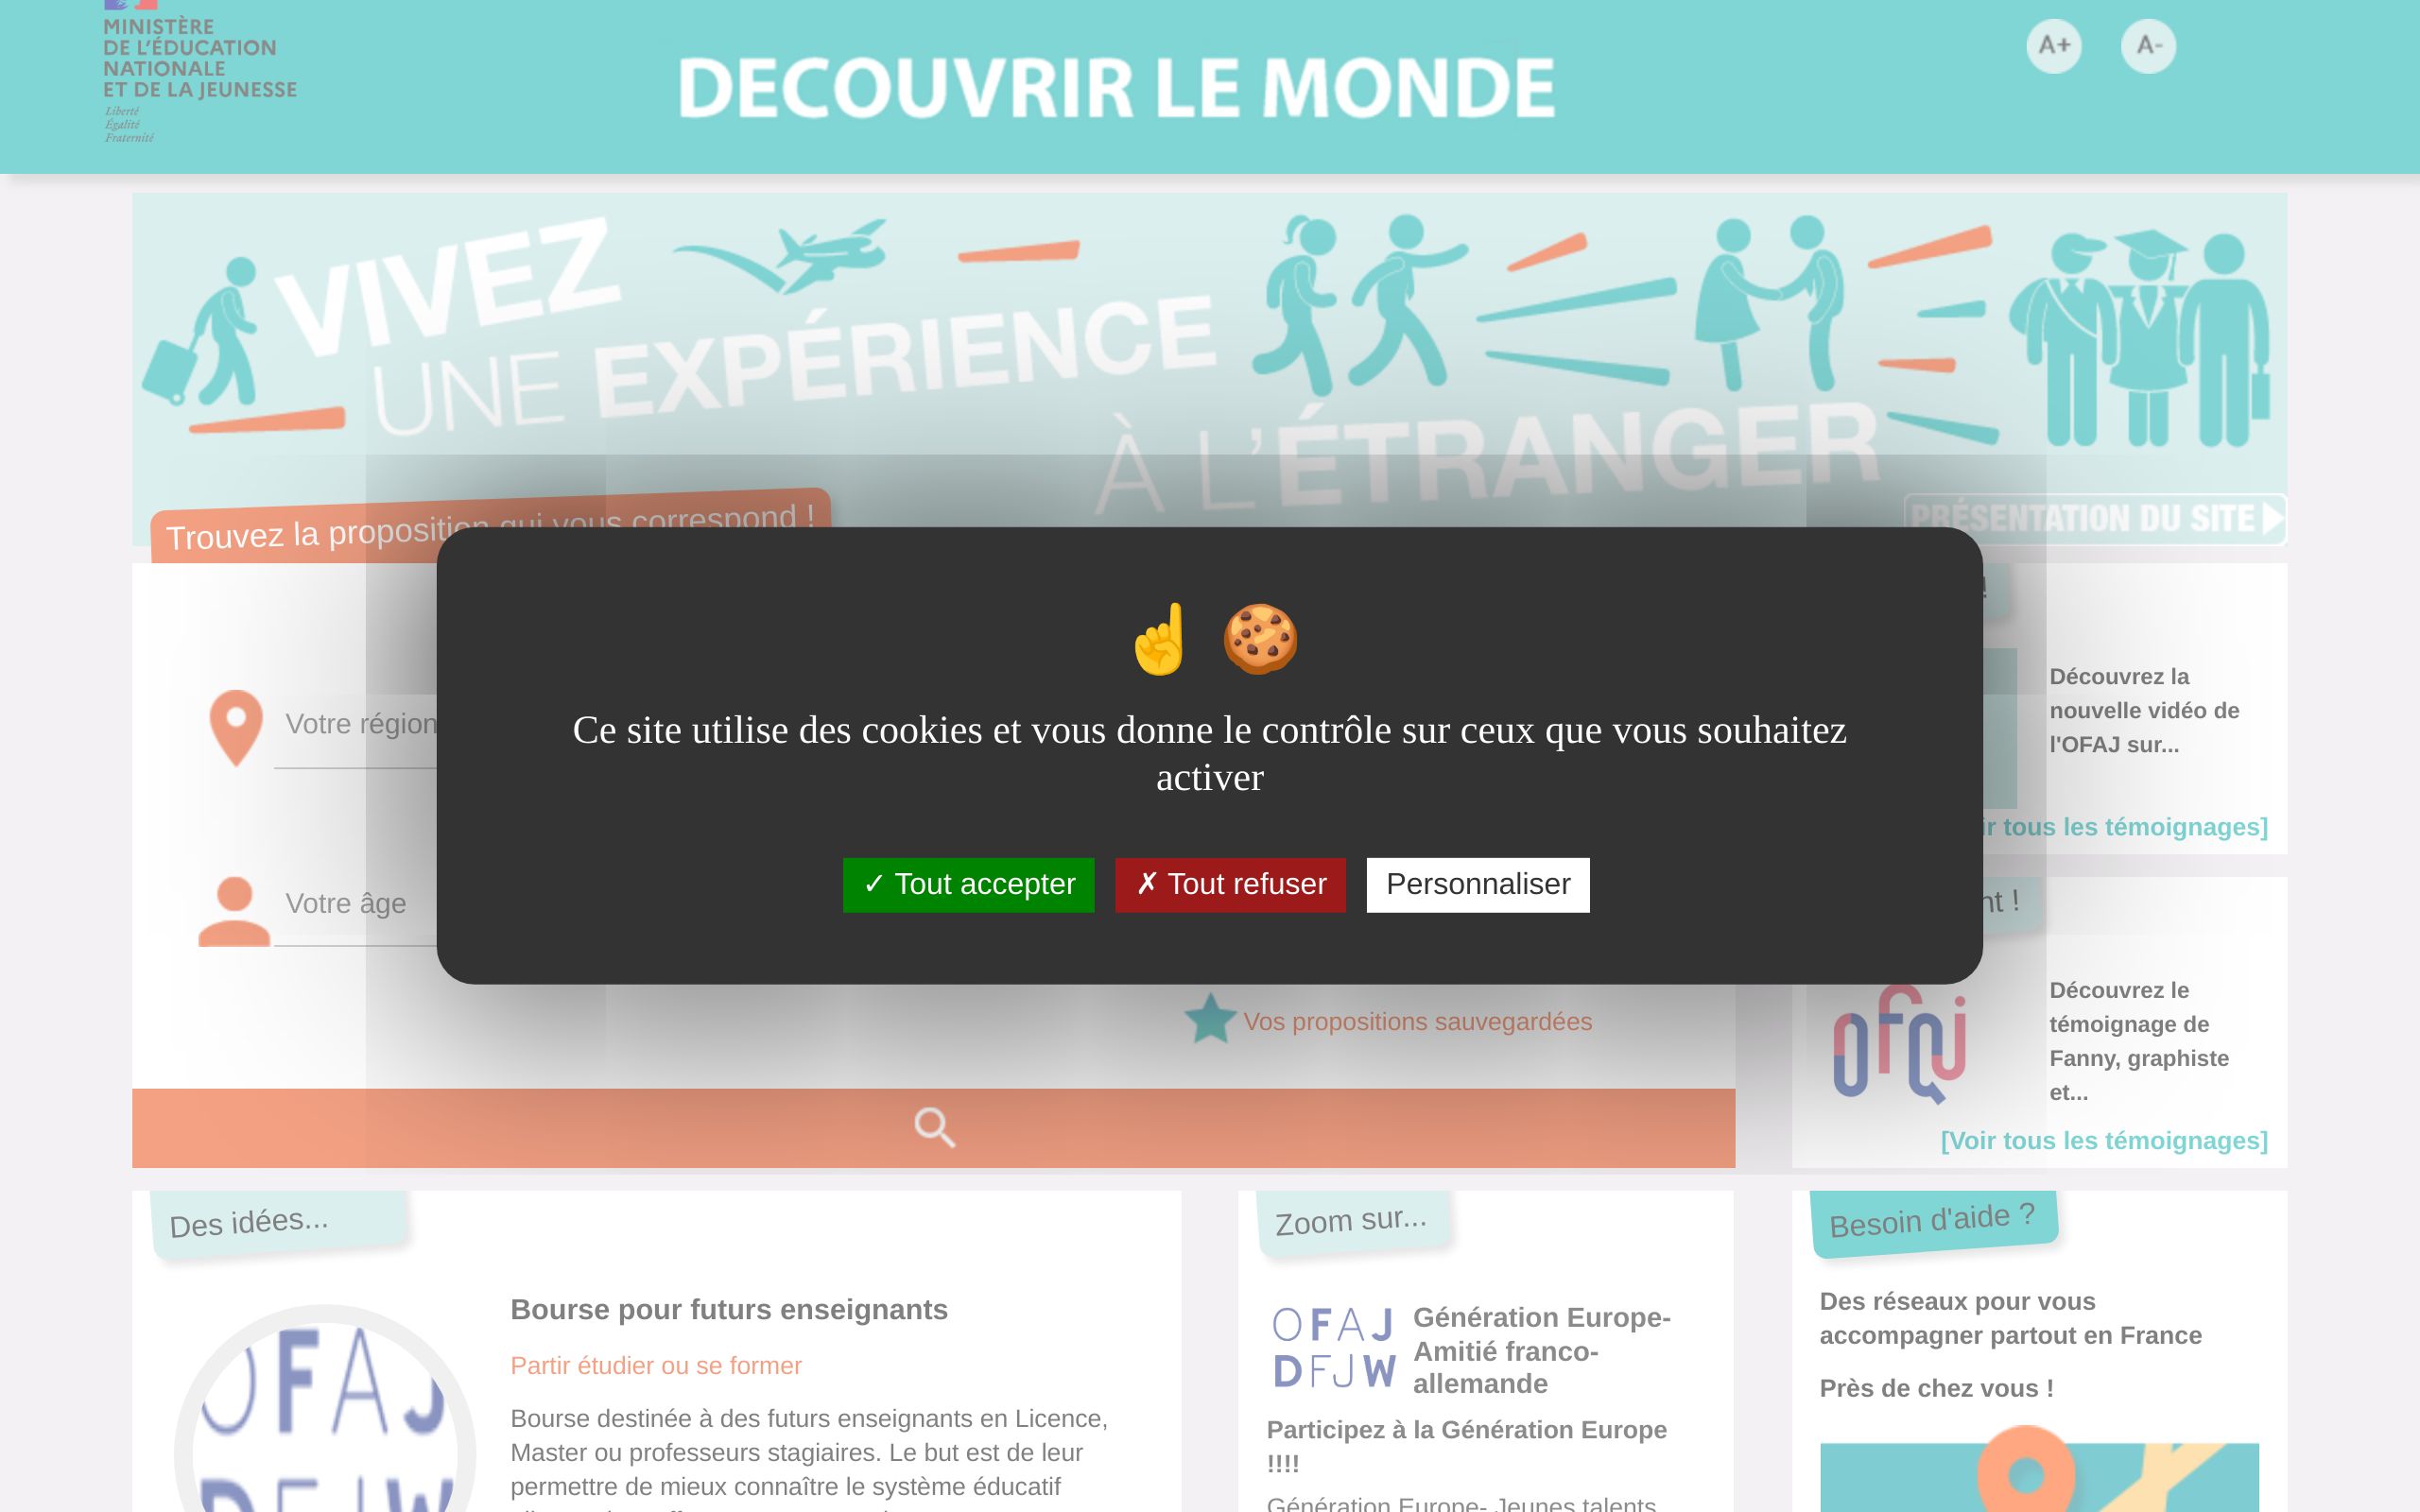 MINISTÈRE
DE L'ÉDUCATION
NATIONALE
ET DE LA JEUNESSE
Liberté
Égalité
Fraternité
DECOUVRIR LE MONDE
A+
A-
VIVEZ
UNE EXPÉRIENCE
À L'ÉTRANGER
Trouvez la proposition qui vous correspond !
PRÉSENTATION DU SITE
Ce site utilise des cookies et vous donne le contrôle sur ceux que vous souhaitez
activer
✓ Tout accepter
✗ Tout refuser
Personnaliser
Votre région
Votre âge
Vos propositions sauvegardées
!
Découvrez la
nouvelle vidéo de
l'OFAJ sur...
tous les témoignages]
!
ofaj
Découvrez le
témoignage de
Fanny, graphiste
et...
[Voir tous les témoignages]
Des idées...
OFAJ
DFJW
Bourse pour futurs enseignants
Partir étudier ou se former
Bourse destinée à des futurs enseignants en Licence,
Master ou professeurs stagiaires. Le but est de leur
permettre de mieux connaître le système éducatif
Zoom sur...
OFAJ
DFJW
Génération Europe-
Amitié franco-
allemande
Participez à la Génération Europe
!!!!
Génération Europe- Jeunes talents
Besoin d'aide ?
Des réseaux pour vous
accompagner partout en France
Près de chez vous !